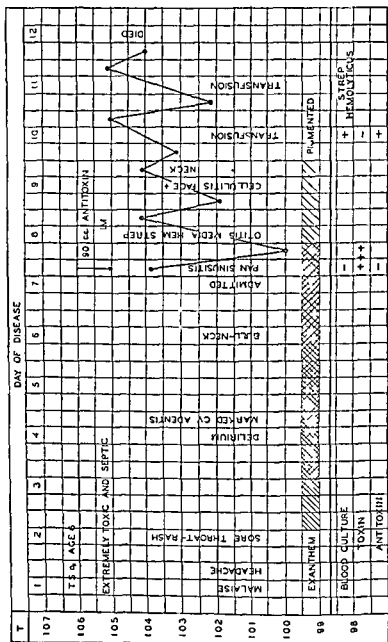 DAY OF DISEASE
T 1 2 3 4 5 6 7 8 9 10 11 12
107
106
105
104
103
102
101
100
99
98
AGE 6
EXTREMELY TOXIC AND SEPTIC
90 cc ANTITOXIN
IM
MALAISE
HEADACHE
SORE THROAT-RASH
DELIRIUM
MARKED CV ADENTIS
BULL-NECK
ADMITTED
PAN SINUSITIS
OTITIS MEDIA HEM STREP
CELLULITIS FACE +
NECK
TRANSFUSION
TRANSFUSION
DIED
EXANTHEM PIGMENTED
BLOOD CULTURE - + STREP
TOXIN +++ - HEMOLYTICUS
ANTITOXIN - +